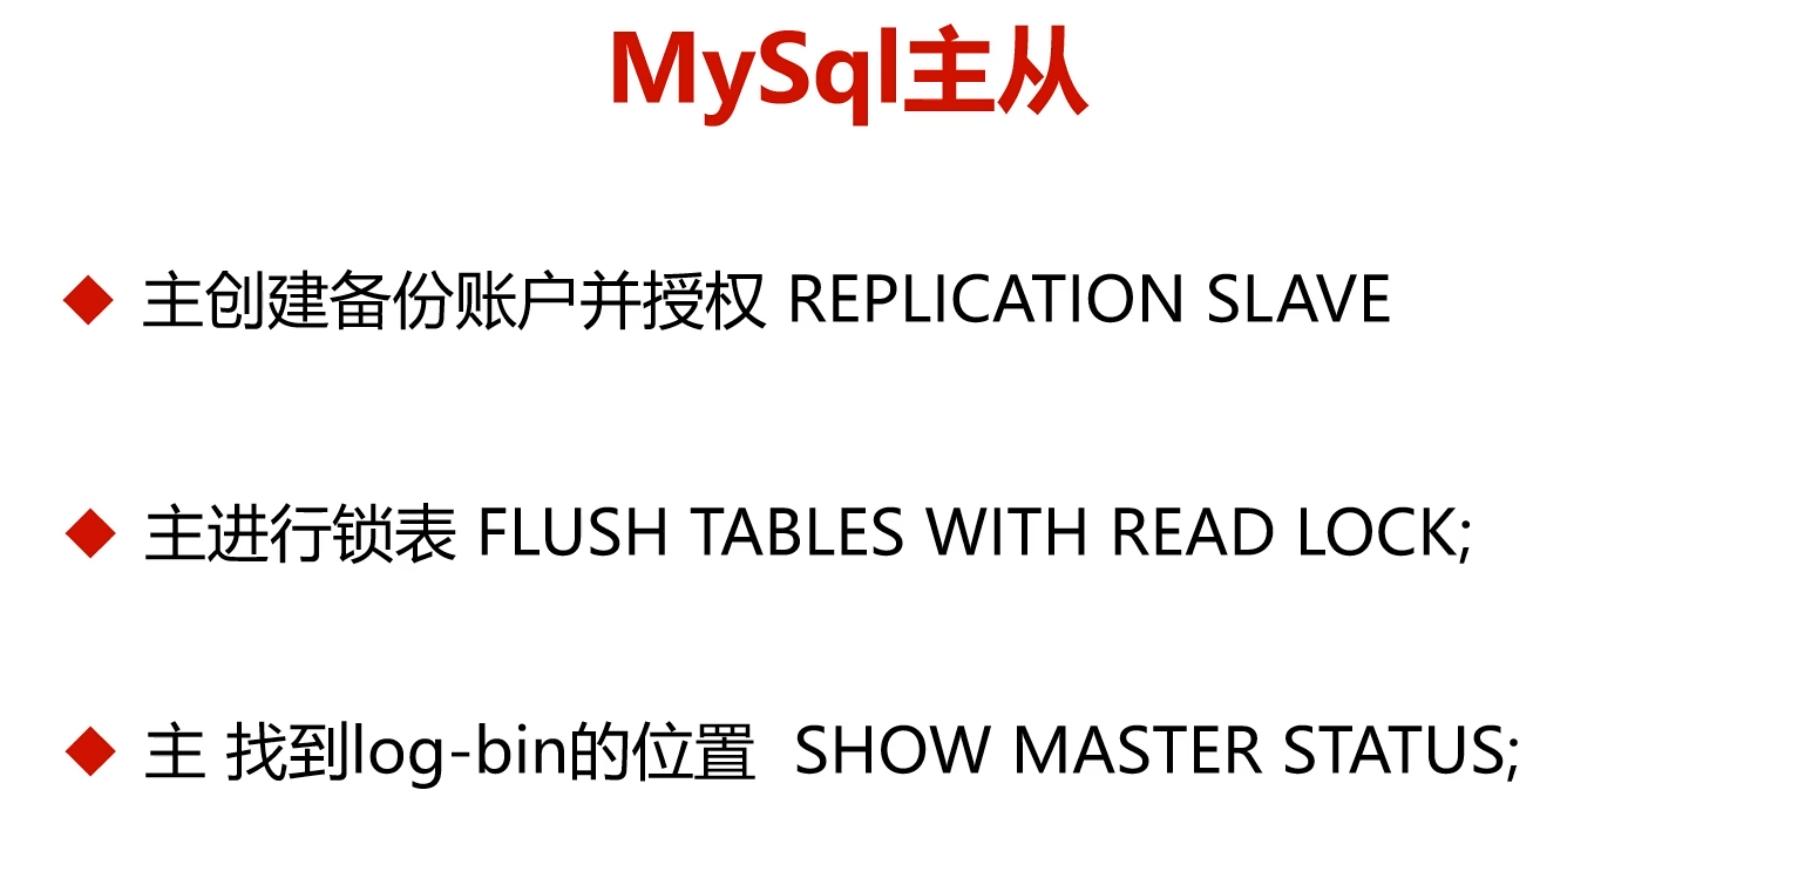 MySql主从
主创建备份账户并授权 REPLICATION SLAVE
主进行锁表 FLUSH TABLES WITH READ LOCK;
主 找到log-bin的位置 SHOW MASTER STATUS;